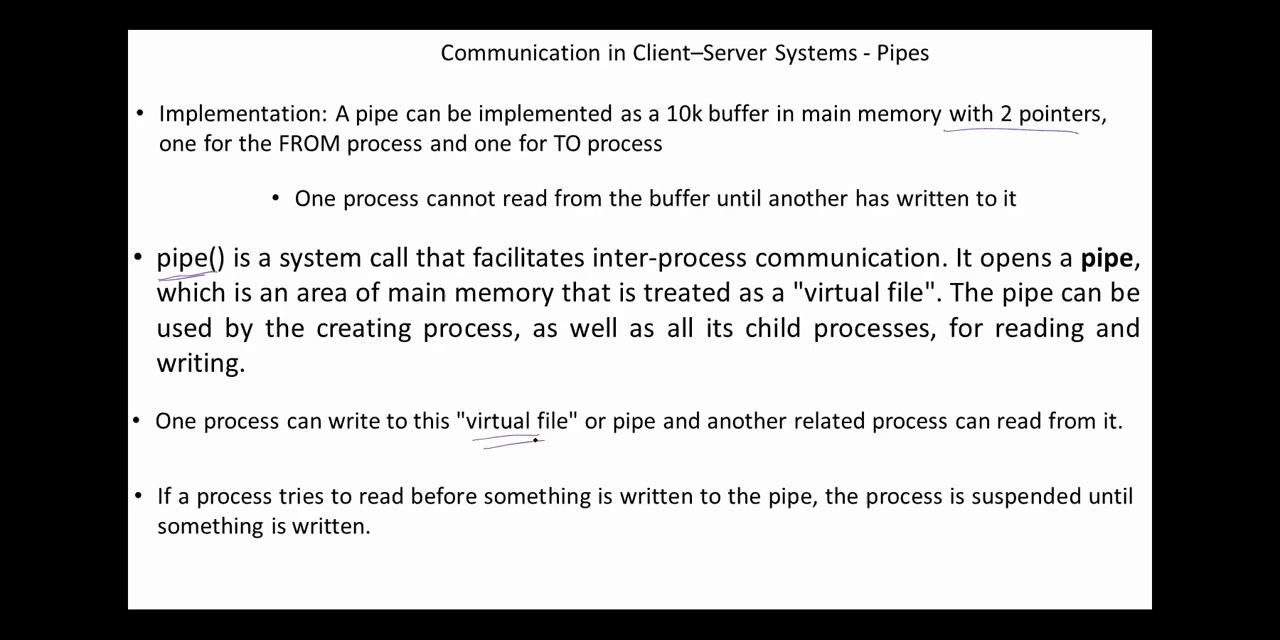 Communication in Client–Server Systems - Pipes
• Implementation: A pipe can be implemented as a 10k buffer in main memory with 2 pointers,
one for the FROM process and one for TO process
• One process cannot read from the buffer until another has written to it
• pipe() is a system call that facilitates inter-process communication. It opens a pipe,
which is an area of main memory that is treated as a "virtual file". The pipe can be
used by the creating process, as well as all its child processes, for reading and
writing.
• One process can write to this "virtual file" or pipe and another related process can read from it.
• If a process tries to read before something is written to the pipe, the process is suspended until
something is written.